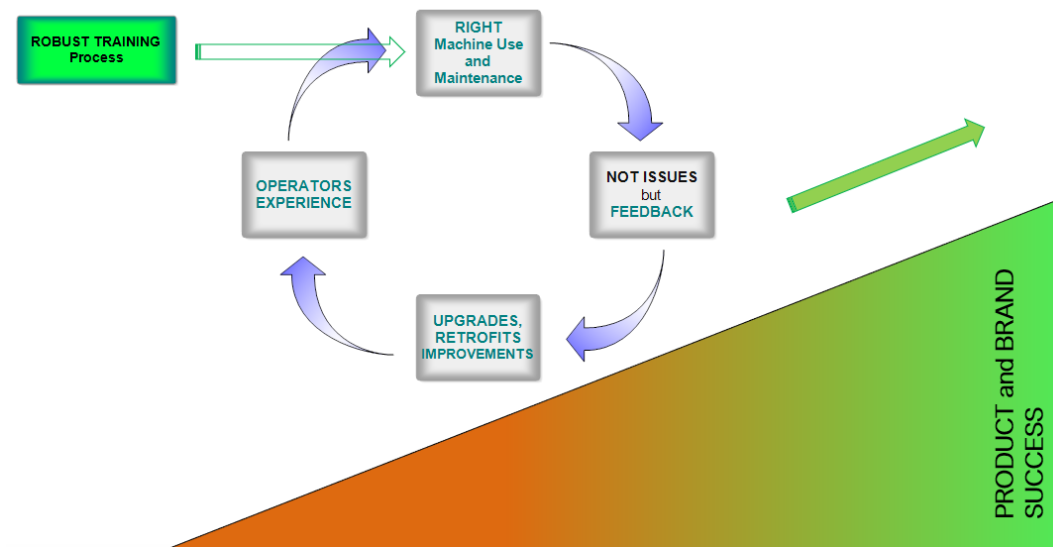 ROBUST TRAINING
Process
RIGHT
Machine Use
and
Maintenance
OPERATORS
EXPERIENCE
NOT ISSUES
but
FEEDBACK
UPGRADES,
RETROFITS
IMPROVEMENTS
PRODUCT and BRAND
SUCCESS